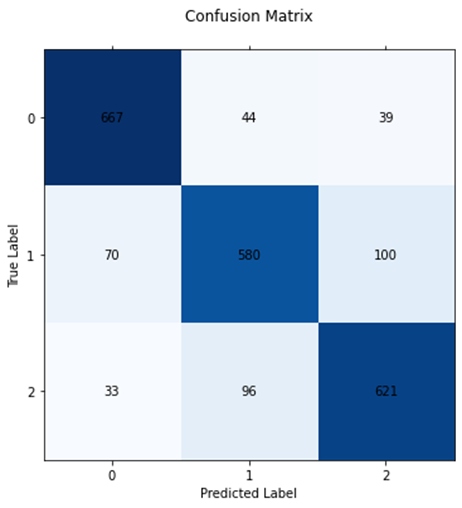 Confusion Matrix
0 667 44 39
True Label
1 70 580 100
2 33 96 621
0 1 2
Predicted Label